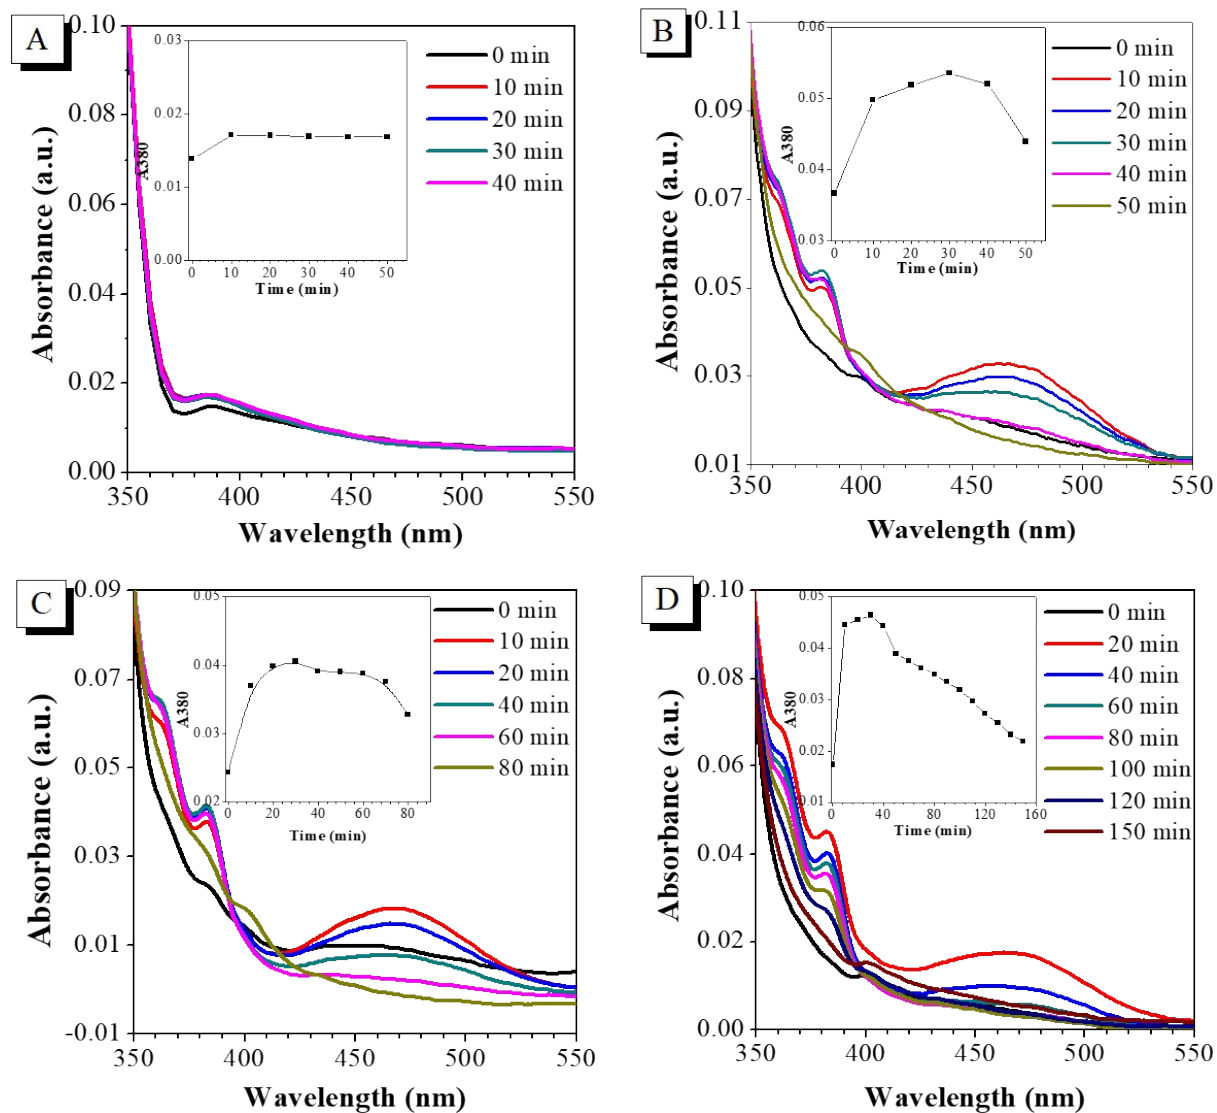 A
0.10
0.08
0.06
0.04
0.02
0.00
Absorbance (a.u.)
350
400
450
500
550
Wavelength (nm)
0 min
10 min
20 min
30 min
40 min
0.03
0.02
0.01
0.00
A380
0
10
20
30
40
50
Time (min)
B
0.11
0.09
0.07
0.05
0.03
0.01
Absorbance (a.u.)
350
400
450
500
550
Wavelength (nm)
0 min
10 min
20 min
30 min
40 min
50 min
0.06
0.05
0.04
0.03
A380
0
10
20
30
40
50
Time (min)
C
0.09
0.07
0.05
0.03
0.01
-0.01
Absorbance (a.u.)
350
400
450
500
550
Wavelength (nm)
0 min
10 min
20 min
40 min
60 min
80 min
0.05
0.04
0.03
0.02
A380
0
20
40
60
80
Time (min)
D
0.10
0.08
0.06
0.04
0.02
0.00
Absorbance (a.u.)
350
400
450
500
550
Wavelength (nm)
0 min
20 min
40 min
60 min
80 min
100 min
120 min
150 min
0.05
0.04
0.03
0.02
0.01
A380
0
40
80
120
160
Time (min)